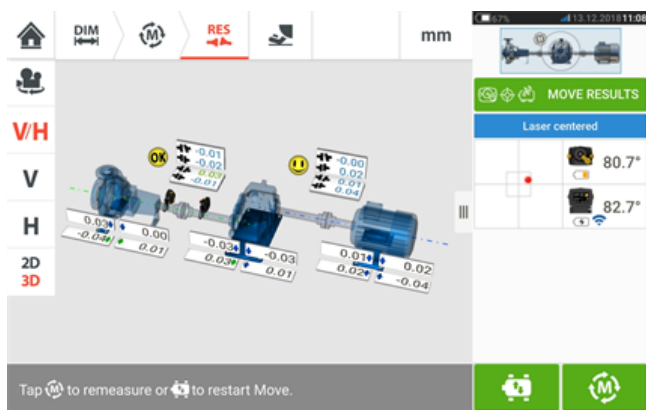 DIM
M
RES
mm
67%
13.12.2018 11:08
MOVE RESULTS
Laser centered
80.7°
82.7°
V/H
V
H
2D
3D
OK
-0.01
-0.02
0.03
-0.01
-0.00
0.02
0.01
0.04
0.03 0.00
-0.04 0.01
-0.03 -0.03
0.03 0.01
0.01 0.02
0.02 -0.04
Tap M to remeasure or to restart Move.
M